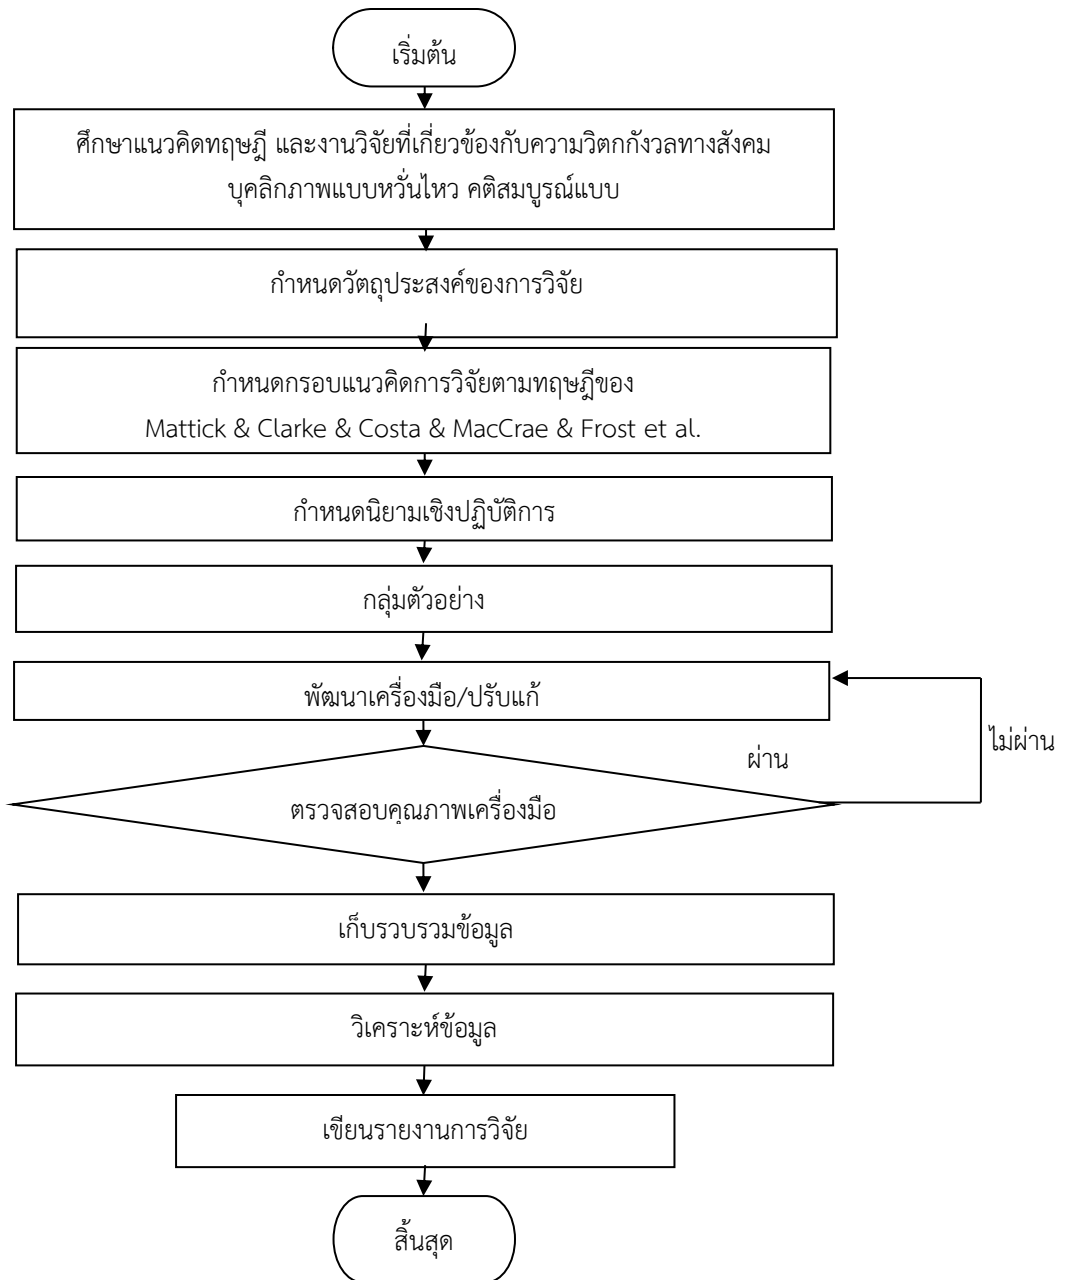 เริ่มต้น
ศึกษาแนวคิดทฤษฎี และงานวิจัยที่เกี่ยวข้องกับความวิตกกังวลทางสังคม
บุคลิกภาพแบบหวั่นไหว คติสมบูรณ์แบบ
กำหนดวัตถุประสงค์ของการวิจัย
กำหนดกรอบแนวคิดการวิจัยตามทฤษฎีของ
Mattick & Clarke & Costa & MacCrae & Frost et al.
กำหนดนิยามเชิงปฏิบัติการ
กลุ่มตัวอย่าง
พัฒนาเครื่องมือ/ปรับแก้
ไม่ผ่าน
ผ่าน
ตรวจสอบคุณภาพเครื่องมือ
เก็บรวบรวมข้อมูล
วิเคราะห์ข้อมูล
เขียนรายงานการวิจัย
สิ้นสุด